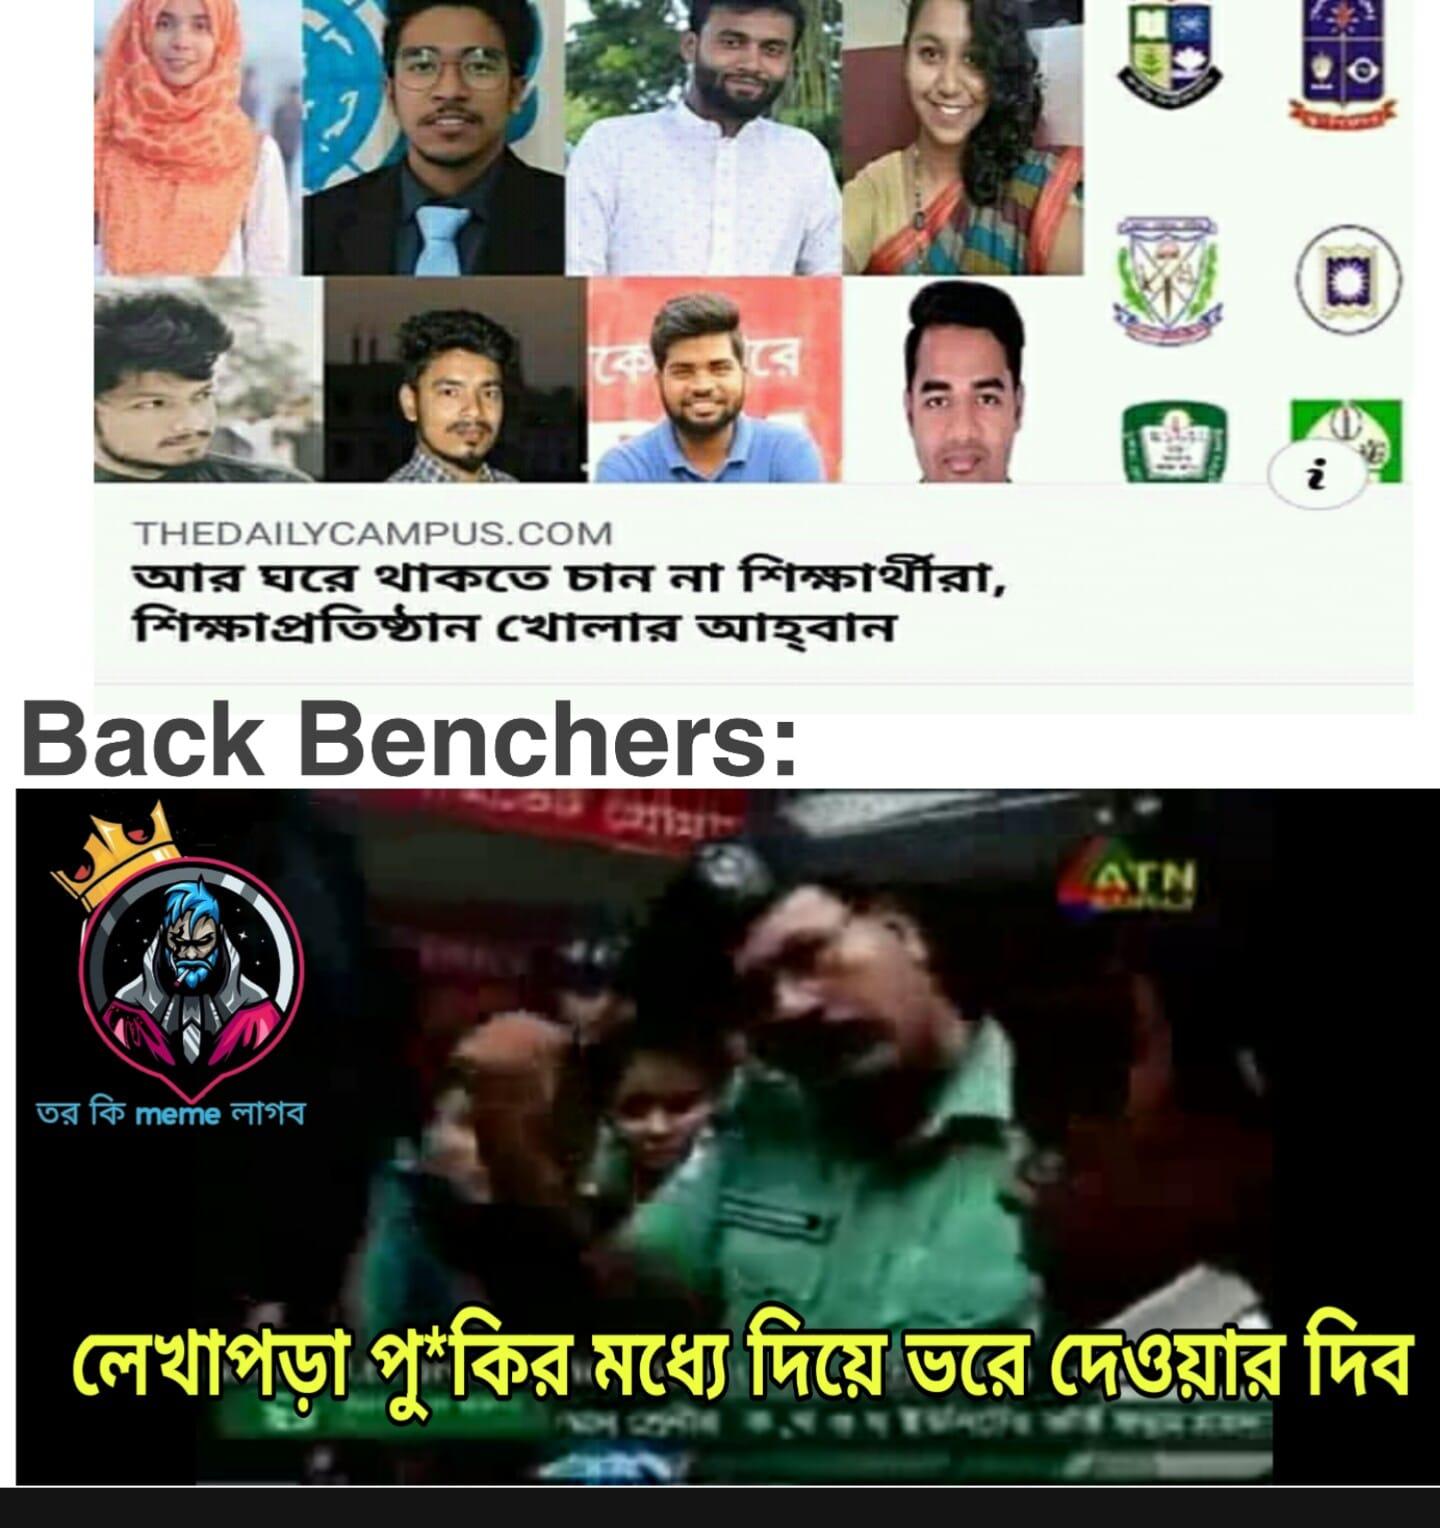 কে
রে
i
THEDAILYCAMPUS.COM
আর ঘরে থাকতে চান না শিক্ষার্থীরা,
শিক্ষাপ্রতিষ্ঠান খোলার আহ্বান
Back Benchers:
ATN
তর কি meme লাগব
লেখাপড়া পু*কির মধ্যে দিয়ে ভরে দেওয়ার দিব